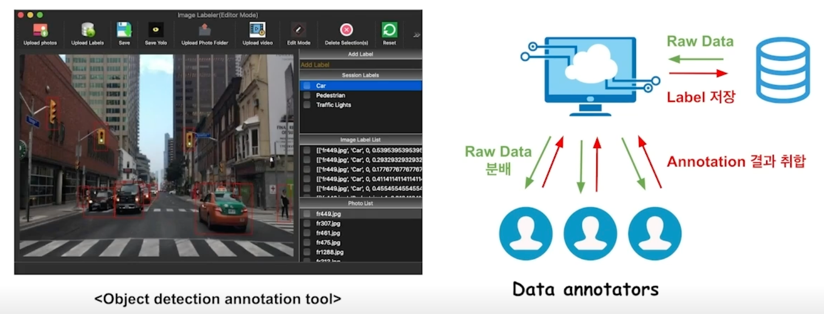 Image Labeler(Editor Mode)
Upload photos
Upload Labels
Save
Save Yolo
Upload Photo Folder
Upload video
Edit Mode
Delete Selection(s)
Reset
Add Label
Add Label
Session Labels
Car
Pedestrian
Traffic Lights
Image Label List
[['fr449.jpg', 'Car', 0, 0.5395395395395
[['fr449.jpg', 'Car', 0, 0.2932932932932
[['fr449.jpg', 'Car', 0, 0.1776776776776
[['fr449.jpg', 'Car', 0, 0.4114114114114
[['fr449.jpg', 'Car', 0, 0.4554554554554
Photo List
fr449.jpg
fr307.jpg
fr461.jpg
fr475.jpg
fr1288.jpg
<Object detection annotation tool>
Raw Data
Label 저장
Raw Data
분배
Annotation 결과 취합
Data annotators